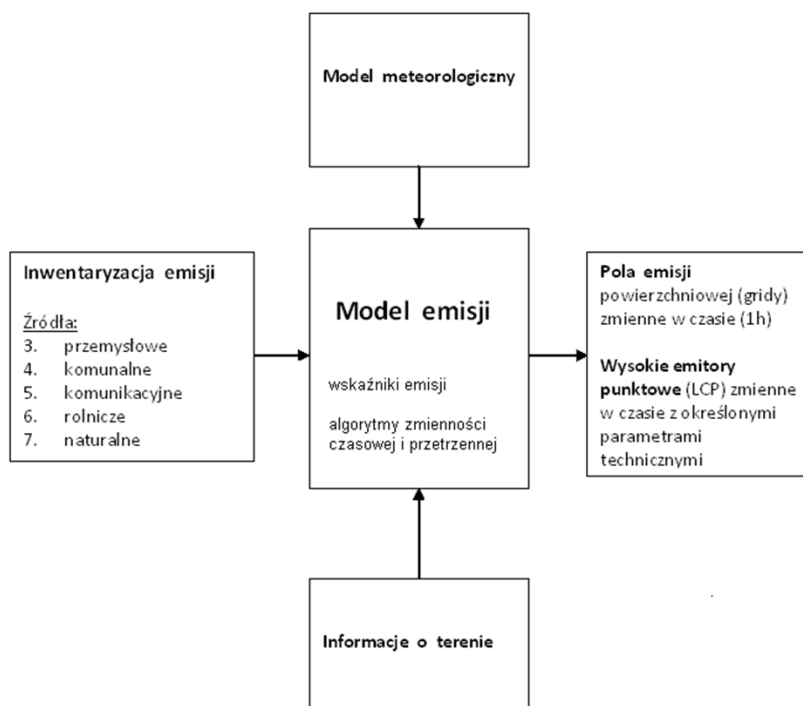 Model meteorologiczny
Inwentaryzacja emisji
Źródła:
3. przemysłowe
4. komunalne
5. komunikacyjne
6. rolnicze
7. naturalne
Model emisji
wskaźniki emisji
algorytmy zmienności
czasowej i przetrzennej
Pola emisji
powierzchniowej (gridy)
zmienne w czasie (1h)
Wysokie emitory
punktowe (LCP) zmienne
w czasie z określonymi
parametrami
technicznymi
Informacje o terenie